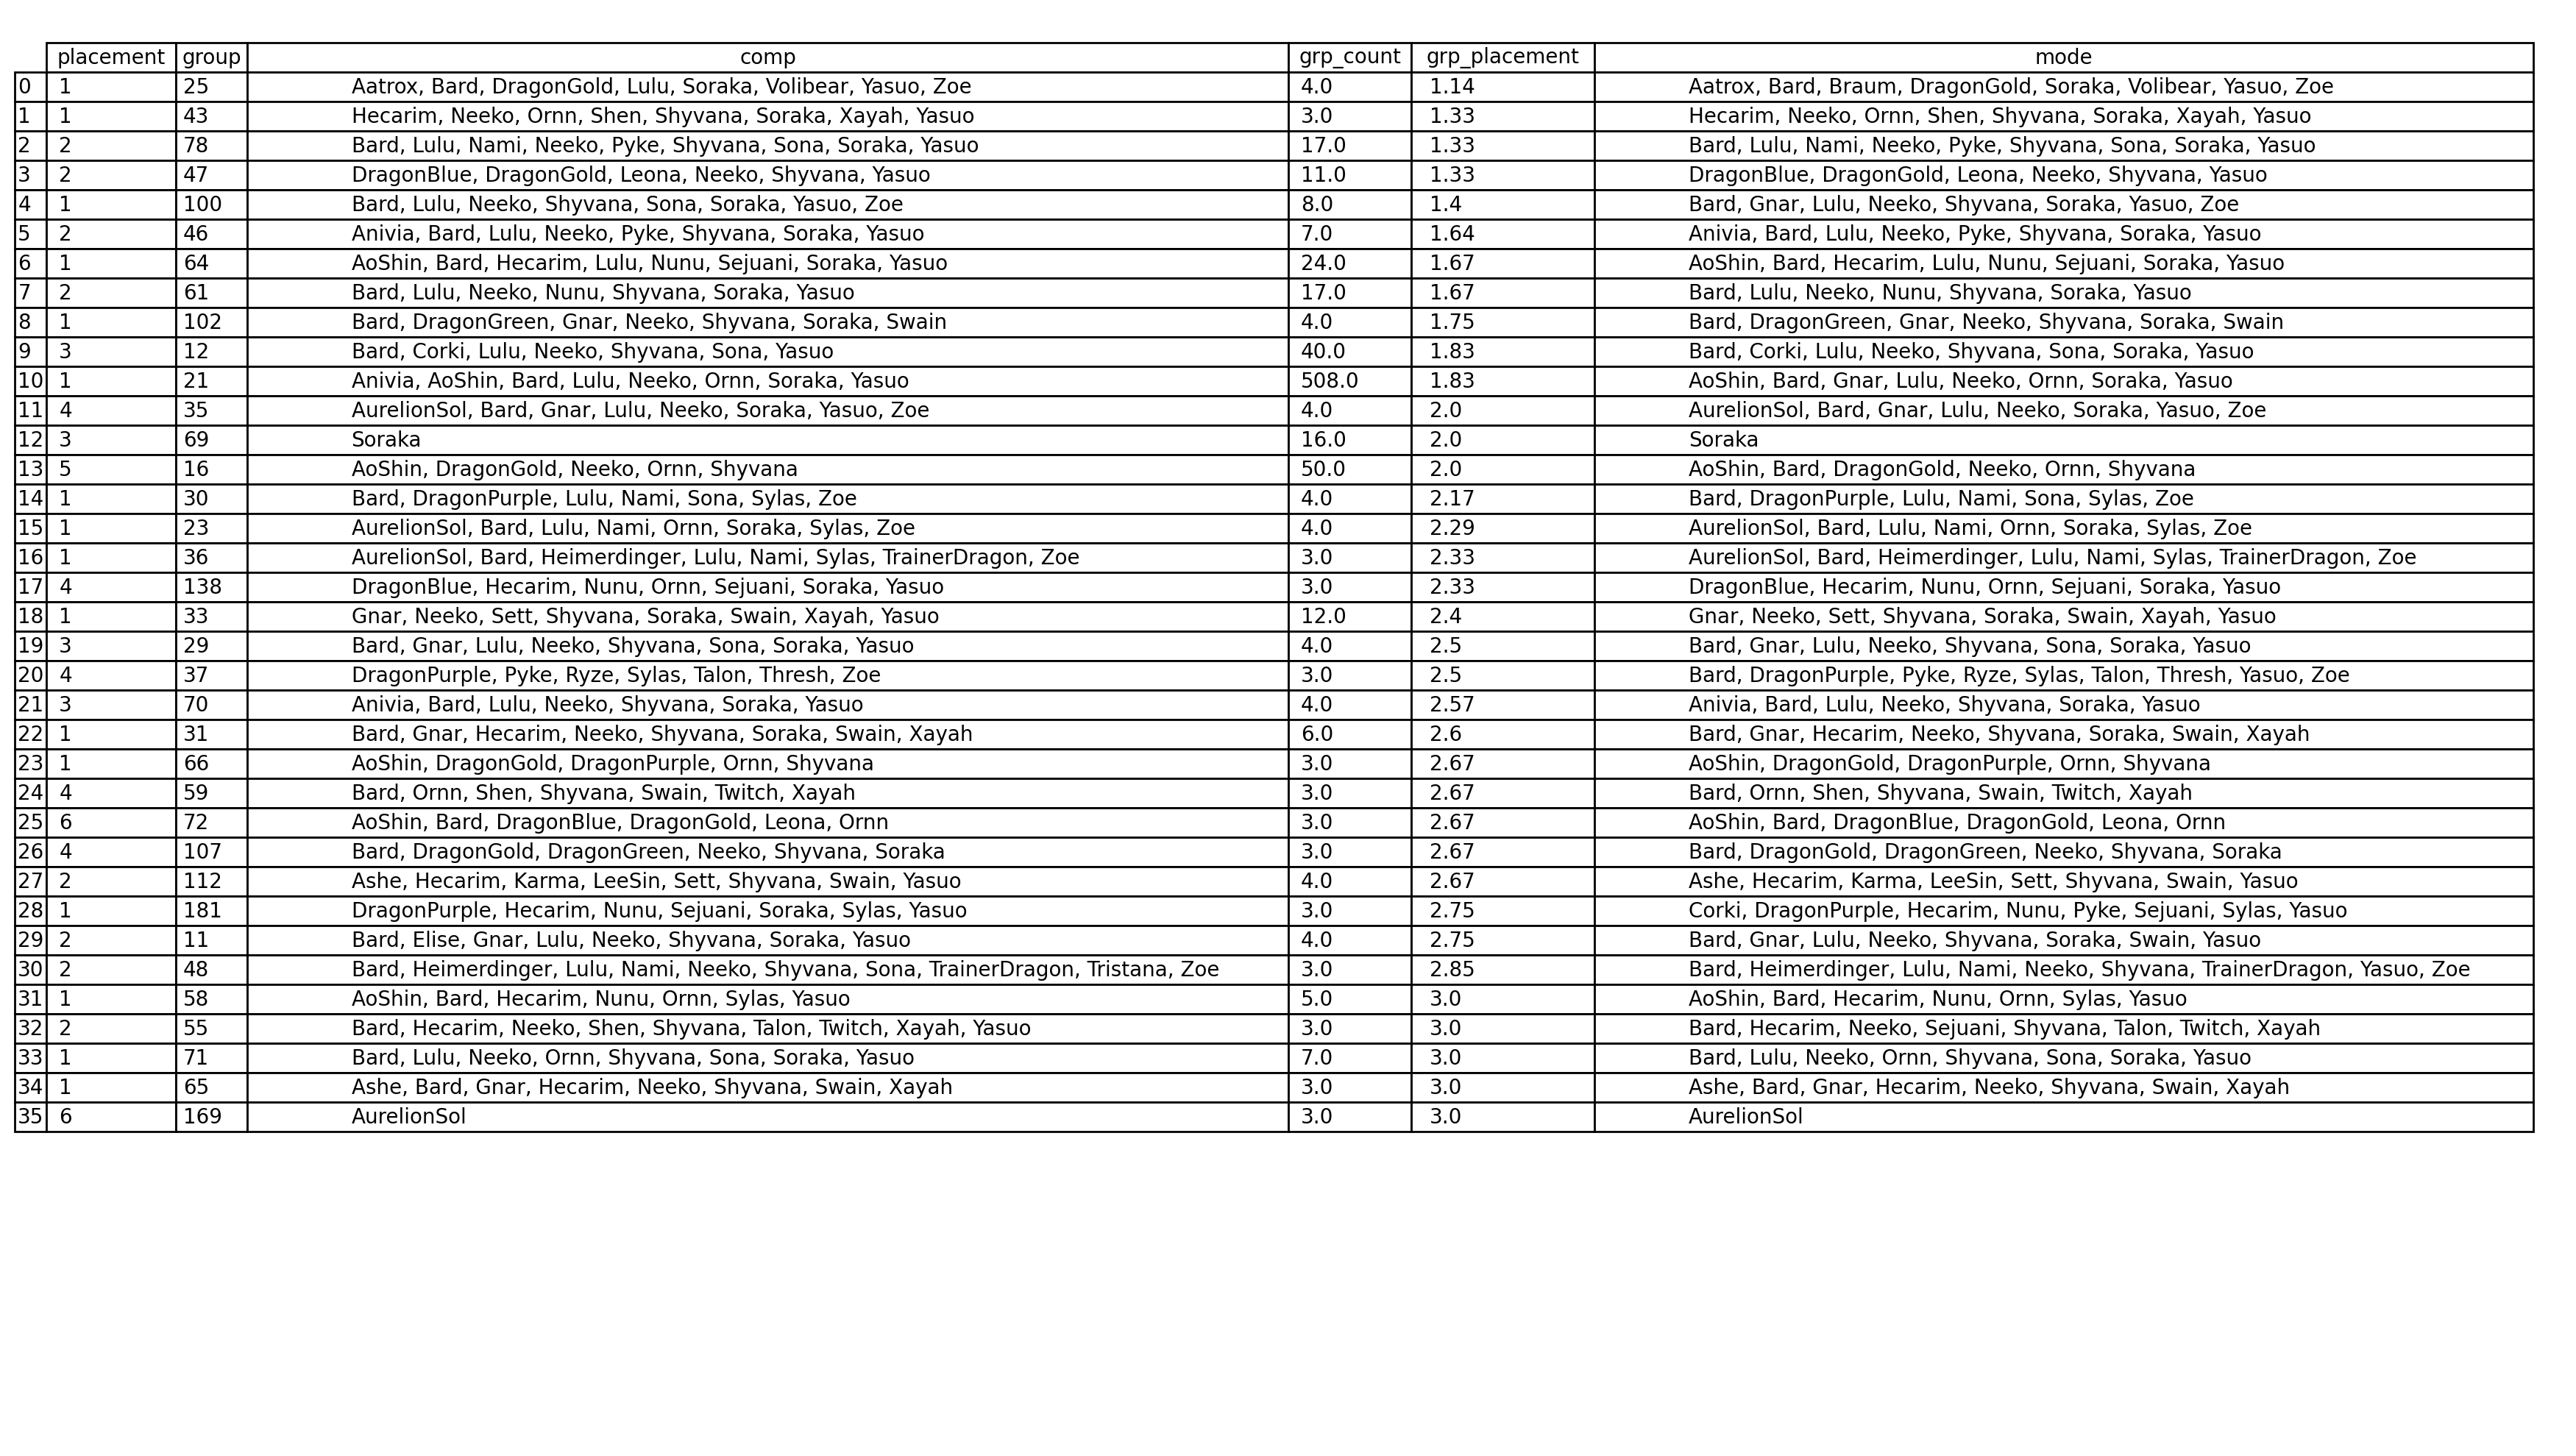 placement group comp grp_count grp_placement mode
0 1 25 Aatrox, Bard, DragonGold, Lulu, Soraka, Volibear, Yasuo, Zoe 4.0 1.14 Aatrox, Bard, Braum, DragonGold, Soraka, Volibear, Yasuo, Zoe
1 1 43 Hecarim, Neeko, Ornn, Shen, Shyvana, Soraka, Xayah, Yasuo 3.0 1.33 Hecarim, Neeko, Ornn, Shen, Shyvana, Soraka, Xayah, Yasuo
2 2 78 Bard, Lulu, Nami, Neeko, Pyke, Shyvana, Sona, Soraka, Yasuo 17.0 1.33 Bard, Lulu, Nami, Neeko, Pyke, Shyvana, Sona, Soraka, Yasuo
3 2 47 DragonBlue, DragonGold, Leona, Neeko, Shyvana, Yasuo 11.0 1.33 DragonBlue, DragonGold, Leona, Neeko, Shyvana, Yasuo
4 1 100 Bard, Lulu, Neeko, Shyvana, Sona, Soraka, Yasuo, Zoe 8.0 1.4 Bard, Gnar, Lulu, Neeko, Shyvana, Soraka, Yasuo, Zoe
5 2 46 Anivia, Bard, Lulu, Neeko, Pyke, Shyvana, Soraka, Yasuo 7.0 1.64 Anivia, Bard, Lulu, Neeko, Pyke, Shyvana, Soraka, Yasuo
6 1 64 AoShin, Bard, Hecarim, Lulu, Nunu, Sejuani, Soraka, Yasuo 24.0 1.67 AoShin, Bard, Hecarim, Lulu, Nunu, Sejuani, Soraka, Yasuo
7 2 61 Bard, Lulu, Neeko, Nunu, Shyvana, Soraka, Yasuo 17.0 1.67 Bard, Lulu, Neeko, Nunu, Shyvana, Soraka, Yasuo
8 1 102 Bard, DragonGreen, Gnar, Neeko, Shyvana, Soraka, Swain 4.0 1.75 Bard, DragonGreen, Gnar, Neeko, Shyvana, Soraka, Swain
9 3 12 Bard, Corki, Lulu, Neeko, Shyvana, Sona, Yasuo 40.0 1.83 Bard, Corki, Lulu, Neeko, Shyvana, Sona, Soraka, Yasuo
10 1 21 Anivia, AoShin, Bard, Lulu, Neeko, Ornn, Soraka, Yasuo 508.0 1.83 AoShin, Bard, Gnar, Lulu, Neeko, Ornn, Soraka, Yasuo
11 4 35 AurelionSol, Bard, Gnar, Lulu, Neeko, Soraka, Yasuo, Zoe 4.0 2.0 AurelionSol, Bard, Gnar, Lulu, Neeko, Soraka, Yasuo, Zoe
12 3 69 Soraka 16.0 2.0 Soraka
13 5 16 AoShin, DragonGold, Neeko, Ornn, Shyvana 50.0 2.0 AoShin, Bard, DragonGold, Neeko, Ornn, Shyvana
14 1 30 Bard, DragonPurple, Lulu, Nami, Sona, Sylas, Zoe 4.0 2.17 Bard, DragonPurple, Lulu, Nami, Sona, Sylas, Zoe
15 1 23 AurelionSol, Bard, Lulu, Nami, Ornn, Soraka, Sylas, Zoe 4.0 2.29 AurelionSol, Bard, Lulu, Nami, Ornn, Soraka, Sylas, Zoe
16 1 36 AurelionSol, Bard, Heimerdinger, Lulu, Nami, Sylas, TrainerDragon, Zoe 3.0 2.33 AurelionSol, Bard, Heimerdinger, Lulu, Nami, Sylas, TrainerDragon, Zoe
17 4 138 DragonBlue, Hecarim, Nunu, Ornn, Sejuani, Soraka, Yasuo 3.0 2.33 DragonBlue, Hecarim, Nunu, Ornn, Sejuani, Soraka, Yasuo
18 1 33 Gnar, Neeko, Sett, Shyvana, Soraka, Swain, Xayah, Yasuo 12.0 2.4 Gnar, Neeko, Sett, Shyvana, Soraka, Swain, Xayah, Yasuo
19 3 29 Bard, Gnar, Lulu, Neeko, Shyvana, Sona, Soraka, Yasuo 4.0 2.5 Bard, Gnar, Lulu, Neeko, Shyvana, Sona, Soraka, Yasuo
20 4 37 DragonPurple, Pyke, Ryze, Sylas, Talon, Thresh, Zoe 3.0 2.5 Bard, DragonPurple, Pyke, Ryze, Sylas, Talon, Thresh, Yasuo, Zoe
21 3 70 Anivia, Bard, Lulu, Neeko, Shyvana, Soraka, Yasuo 4.0 2.57 Anivia, Bard, Lulu, Neeko, Shyvana, Soraka, Yasuo
22 1 31 Bard, Gnar, Hecarim, Neeko, Shyvana, Soraka, Swain, Xayah 6.0 2.6 Bard, Gnar, Hecarim, Neeko, Shyvana, Soraka, Swain, Xayah
23 1 66 AoShin, DragonGold, DragonPurple, Ornn, Shyvana 3.0 2.67 AoShin, DragonGold, DragonPurple, Ornn, Shyvana
24 4 59 Bard, Ornn, Shen, Shyvana, Swain, Twitch, Xayah 3.0 2.67 Bard, Ornn, Shen, Shyvana, Swain, Twitch, Xayah
25 6 72 AoShin, Bard, DragonBlue, DragonGold, Leona, Ornn 3.0 2.67 AoShin, Bard, DragonBlue, DragonGold, Leona, Ornn
26 4 107 Bard, DragonGold, DragonGreen, Neeko, Shyvana, Soraka 3.0 2.67 Bard, DragonGold, DragonGreen, Neeko, Shyvana, Soraka
27 2 112 Ashe, Hecarim, Karma, LeeSin, Sett, Shyvana, Swain, Yasuo 4.0 2.67 Ashe, Hecarim, Karma, LeeSin, Sett, Shyvana, Swain, Yasuo
28 1 181 DragonPurple, Hecarim, Nunu, Sejuani, Soraka, Sylas, Yasuo 3.0 2.75 Corki, DragonPurple, Hecarim, Nunu, Pyke, Sejuani, Sylas, Yasuo
29 2 11 Bard, Elise, Gnar, Lulu, Neeko, Shyvana, Soraka, Yasuo 4.0 2.75 Bard, Gnar, Lulu, Neeko, Shyvana, Soraka, Swain, Yasuo
30 2 48 Bard, Heimerdinger, Lulu, Nami, Neeko, Shyvana, Sona, TrainerDragon, Tristana, Zoe 3.0 2.85 Bard, Heimerdinger, Lulu, Nami, Neeko, Shyvana, TrainerDragon, Yasuo, Zoe
31 1 58 AoShin, Bard, Hecarim, Nunu, Ornn, Sylas, Yasuo 5.0 3.0 AoShin, Bard, Hecarim, Nunu, Ornn, Sylas, Yasuo
32 2 55 Bard, Hecarim, Neeko, Shen, Shyvana, Talon, Twitch, Xayah, Yasuo 3.0 3.0 Bard, Hecarim, Neeko, Sejuani, Shyvana, Talon, Twitch, Xayah
33 1 71 Bard, Lulu, Neeko, Ornn, Shyvana, Sona, Soraka, Yasuo 7.0 3.0 Bard, Lulu, Neeko, Ornn, Shyvana, Sona, Soraka, Yasuo
34 1 65 Ashe, Bard, Gnar, Hecarim, Neeko, Shyvana, Swain, Xayah 3.0 3.0 Ashe, Bard, Gnar, Hecarim, Neeko, Shyvana, Swain, Xayah
35 6 169 AurelionSol 3.0 3.0 AurelionSol